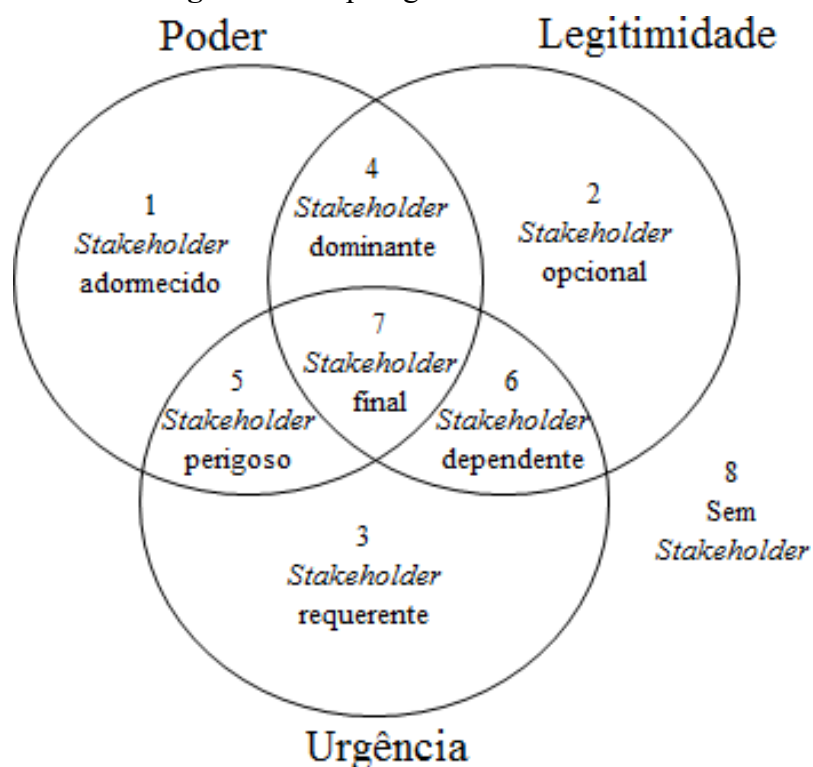 Poder
Legitimidade
1
Stakeholder
adormecido
4
Stakeholder
dominante
2
Stakeholder
opcional
7
Stakeholder
final
5
Stakeholder
perigoso
6
Stakeholder
dependente
8
Sem
Stakeholder
3
Stakeholder
requerente
Urgência